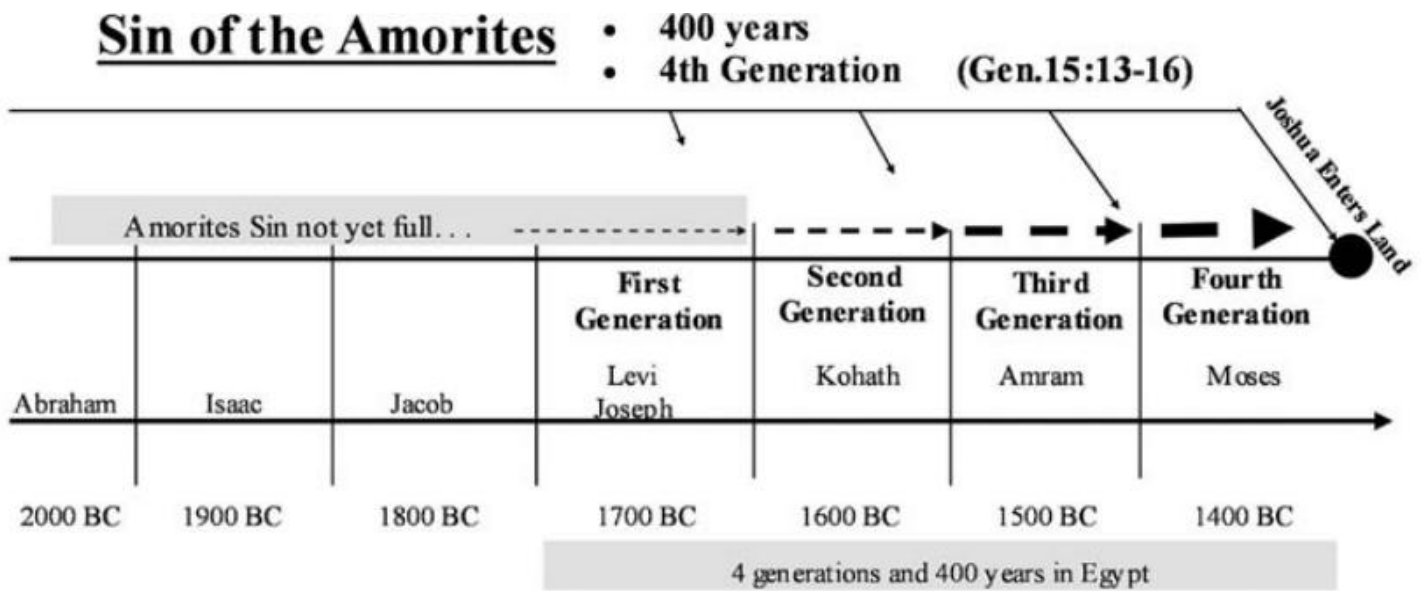 Sin of the Amorites
• 400 years
• 4th Generation (Gen.15:13-16)
Joshua Enters Land
Amorites Sin not yet full. . .
First
Generation
Second
Generation
Third
Generation
Fourth
Generation
Levi
Joseph
Kohath
Amram
Moses
Abraham
Isaac
Jacob
2000 BC
1900 BC
1800 BC
1700 BC
1600 BC
1500 BC
1400 BC
4 generations and 400 years in Egypt